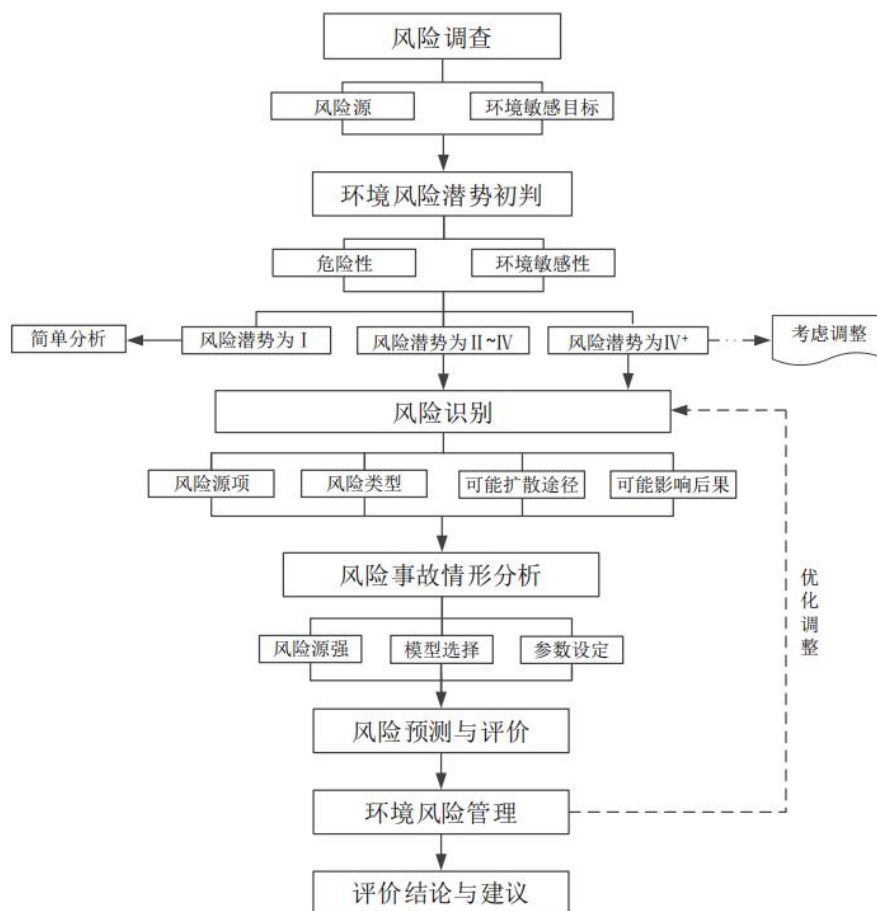 风险调查
风险源
环境敏感目标
环境风险潜势初判
危险性
环境敏感性
简单分析
风险潜势为Ⅰ
风险潜势为Ⅱ~Ⅳ
风险潜势为Ⅳ⁺
考虑调整
风险识别
风险源项
风险类型
可能扩散途径
可能影响后果
风险事故情形分析
优化调整
风险源强
模型选择
参数设定
风险预测与评价
环境风险管理
评价结论与建议